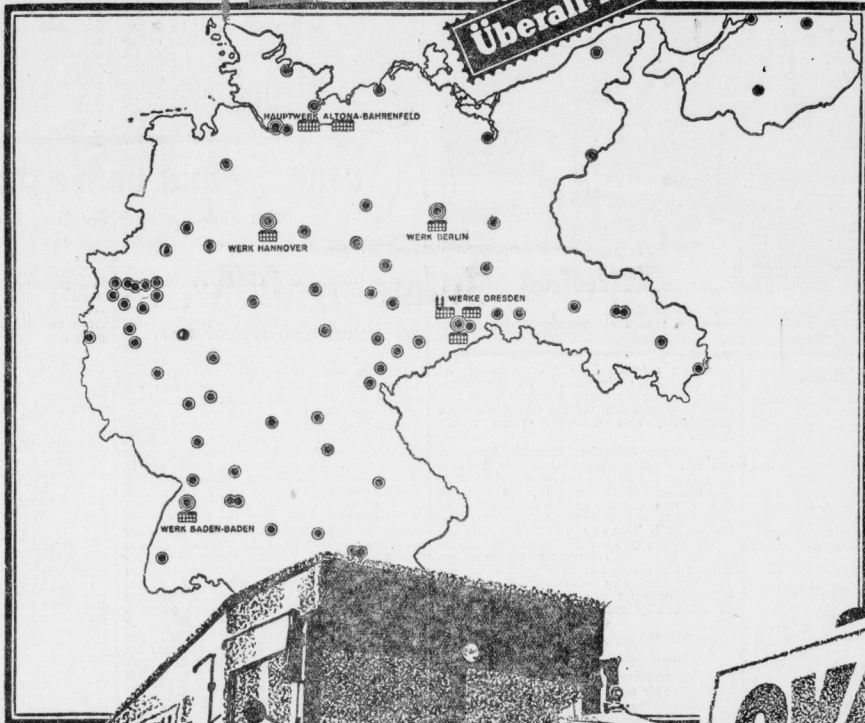 Überall
HAUPTWERK ALTONA-BAHRENFELD
WERK HANNOVER
WERK BERLIN
WERKE DRESDEN
WERK BADEN-BADEN